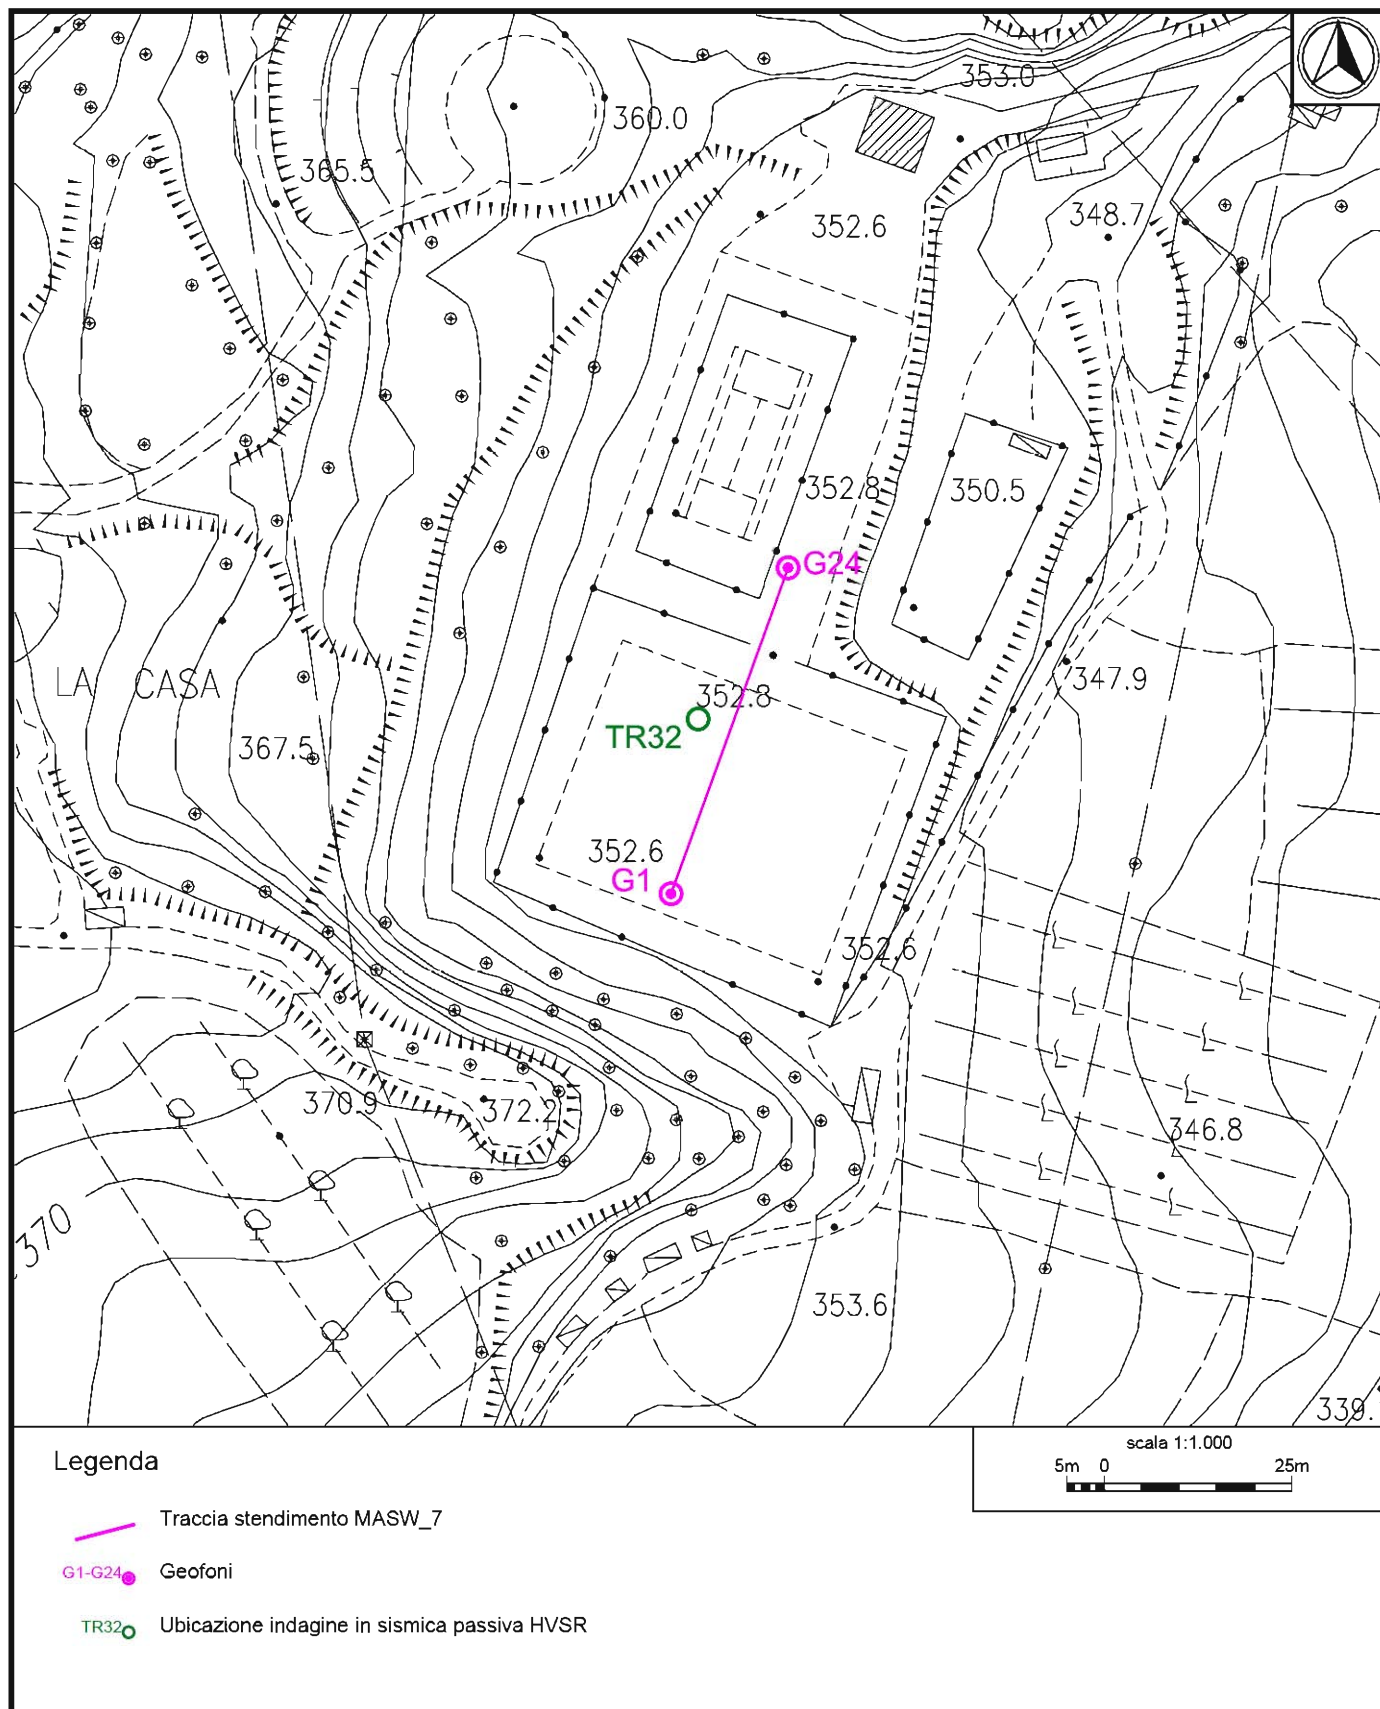 353.0
360.0
365.5
352.6
348.7
352.8
350.5
G24
LA CASA
347.9
352.8
TR32
367.5
352.6
G1
352.6
370.9
372.2
346.8
370
353.6
339.
Legenda
Traccia stendimento MASW_7
G1-G24 Geofoni
TR32 Ubicazione indagine in sismica passiva HVSR
scala 1:1.000
5m 0 25m